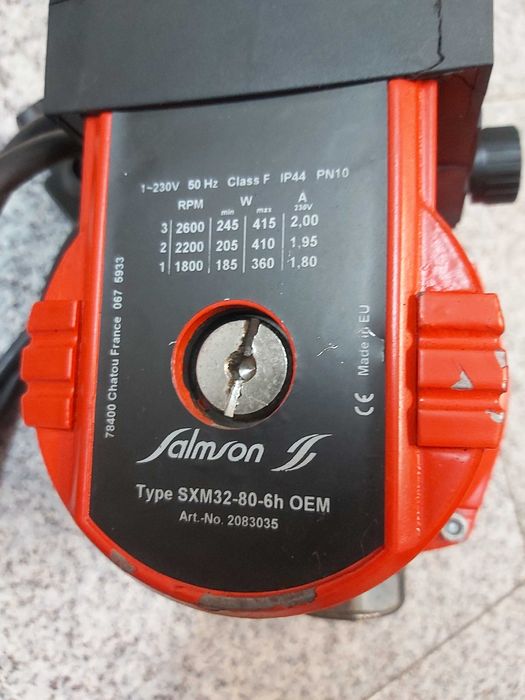 1~230V 50 Hz Class F IP44 PN10
RPM W A
min max 230V
3 2600 245 415 2,00
2 2200 205 410 1,95
1 1800 185 360 1,80
78400 Chatou France 067 5933
CE Made in EU
Salmson
Type SXM32-80-6h OEM
Art.-No. 2083035